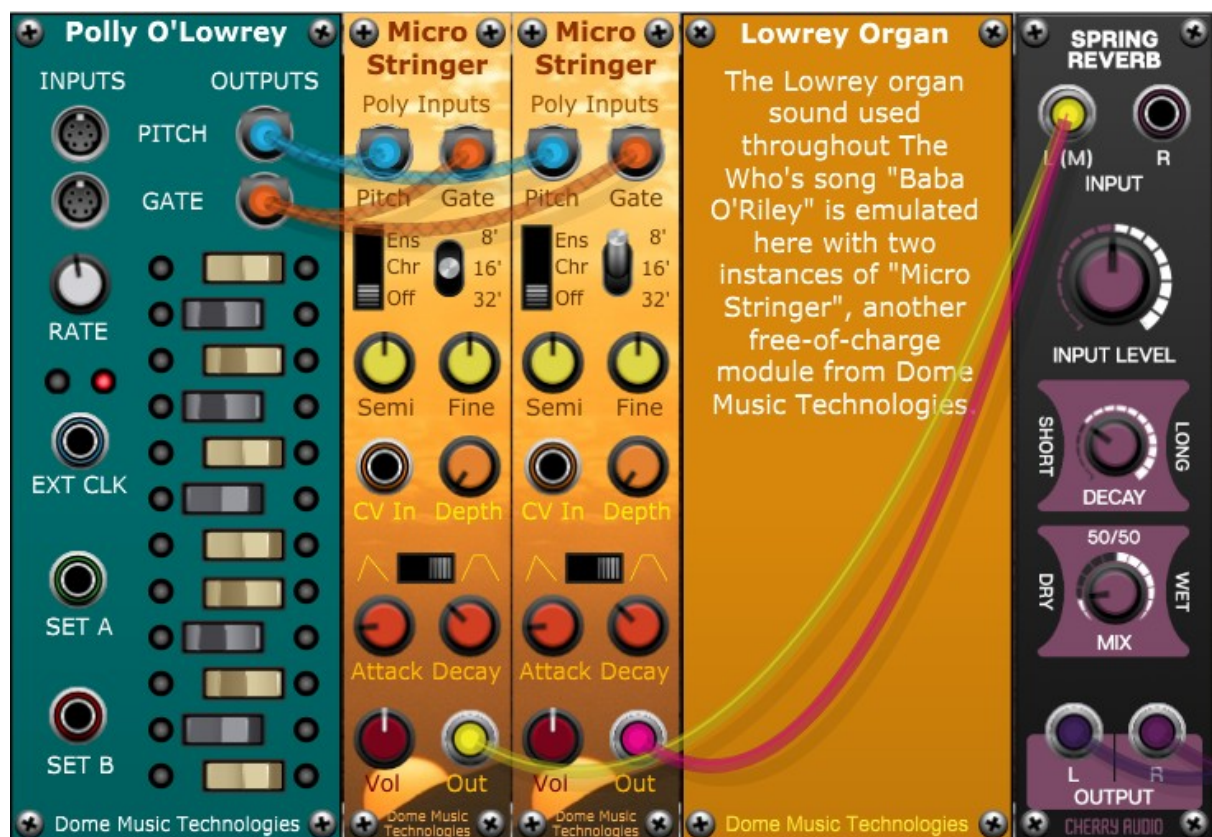 Polly O'Lowrey
INPUTS OUTPUTS
PITCH
GATE
RATE
EXT CLK
SET A
SET B
Dome Music Technologies
Micro
Stringer
Poly Inputs
Pitch Gate
Ens 8'
Chr 16'
Off 32'
Semi Fine
CV In Depth
Attack Decay
Vol Out
Dome Music
Technologies
Micro
Stringer
Poly Inputs
Pitch Gate
Ens 8'
Chr 16'
Off 32'
Semi Fine
CV In Depth
Attack Decay
Vol Out
Dome Music
Technologies
Lowrey Organ
The Lowrey organ
sound used
throughout The
Who's song "Baba
O'Riley" is emulated
here with two
instances of "Micro
Stringer", another
free-of-charge
module from Dome
Music Technologies.
Dome Music Technologies
SPRING
REVERB
L (M) R
INPUT
INPUT LEVEL
SHORT LONG
DECAY
50/50
DRY WET
MIX
L R
OUTPUT
CHERRY AUDIO